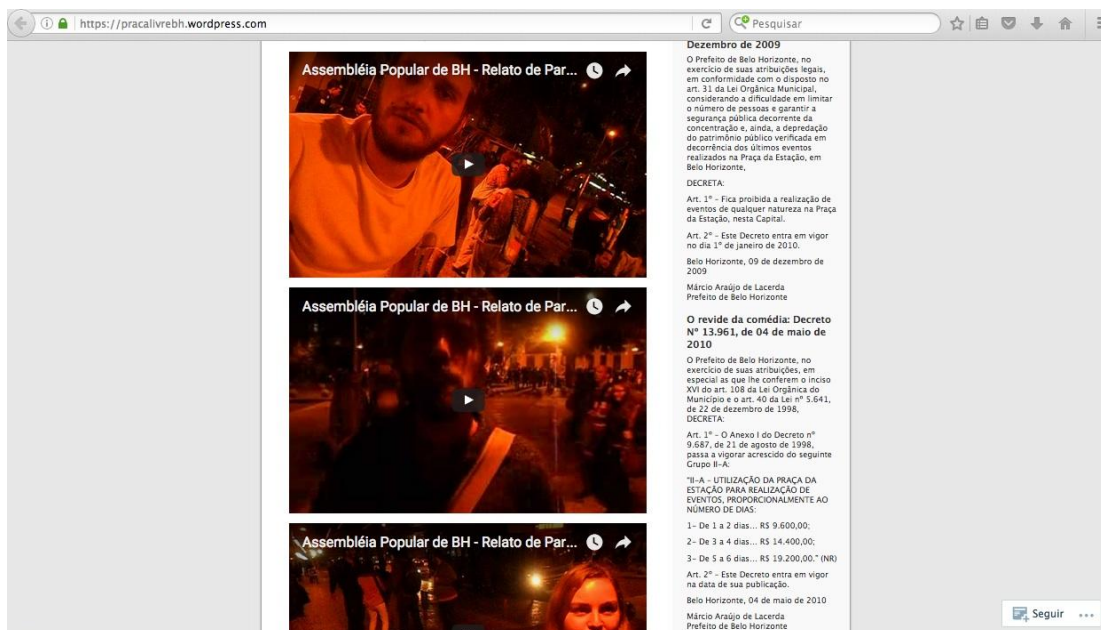 https://pracalivrebh.wordpress.com
Pesquisar
Assembléia Popular de BH - Relato de Par...
Assembléia Popular de BH - Relato de Par...
Assembléia Popular de BH - Relato de Par...
Dezembro de 2009
O Prefeito de Belo Horizonte, no
exercício de suas atribuições legais,
em conformidade com o disposto no
art. 31 da Lei Orgânica Municipal,
considerando a dificuldade em limitar
o número de pessoas e garantir a
segurança pública decorrente da
concentração e, ainda, a depredação
do patrimônio público verificada em
decorrência dos últimos eventos
realizados na Praça da Estação, em
Belo Horizonte,
DECRETA:
Art. 1º – Fica proibida a realização de
eventos de qualquer natureza na Praça
da Estação, nesta Capital.
Art. 2º – Este Decreto entra em vigor
no dia 1º de janeiro de 2010.
Belo Horizonte, 09 de dezembro de
2009
Márcio Araújo de Lacerda
Prefeito de Belo Horizonte
O revide da comédia: Decreto
Nº 13.961, de 04 de maio de
2010
O Prefeito de Belo Horizonte, no
exercício de suas atribuições, em
especial as que lhe conferem o inciso
XVI do art. 108 da Lei Orgânica do
Município e o art. 40 da Lei nº 5.641,
de 22 de dezembro de 1998,
DECRETA:
Art. 1º – O Anexo I do Decreto nº
9.687, de 21 de agosto de 1998,
passa a vigorar acrescido do seguinte
Grupo II-A:
"II-A – UTILIZAÇÃO DA PRAÇA DA
ESTAÇÃO PARA REALIZAÇÃO DE
EVENTOS, PROPORCIONALMENTE AO
NÚMERO DE DIAS:
1– De 1 a 2 dias... R$ 9.600,00;
2– De 3 a 4 dias... R$ 14.400,00;
3– De 5 a 6 dias... R$ 19.200,00." (NR)
Art. 2º – Este Decreto entra em vigor
na data de sua publicação.
Belo Horizonte, 04 de maio de 2010
Márcio Araújo de Lacerda
Prefeito de Belo Horizonte
Seguir